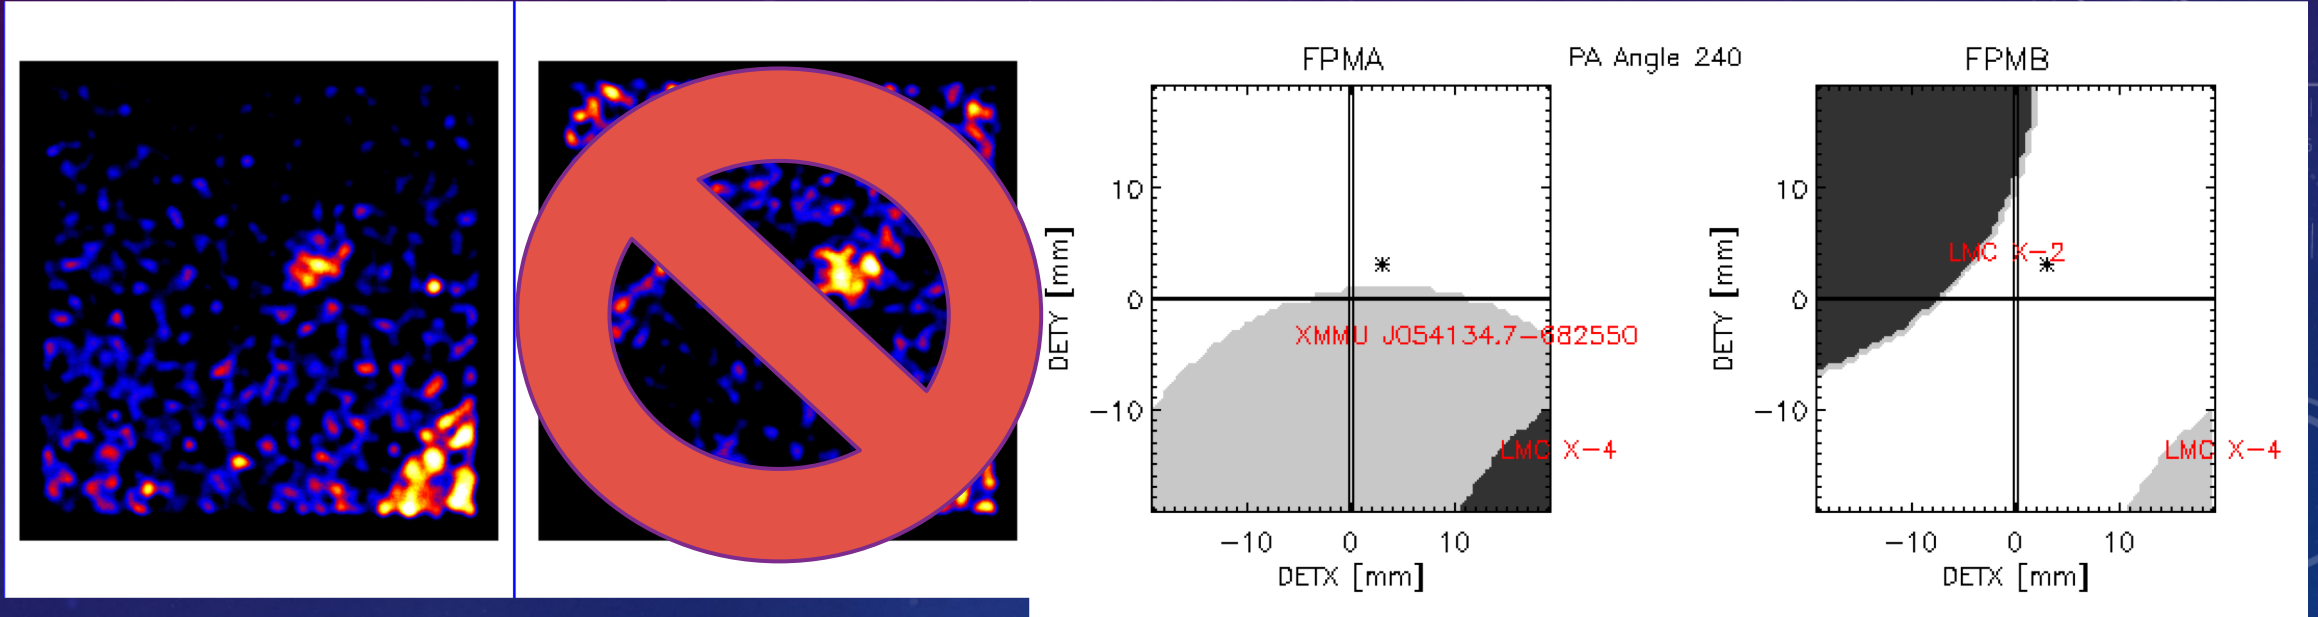 FPMA
PA Angle 240
FPMB
10
0
-10
-10
0
10
DETX [mm]
DETY [mm]
XMMU J054134.7-682550
LMC X-4
10
0
-10
-10
0
10
DETX [mm]
DETY [mm]
LMC X-2
LMC X-4